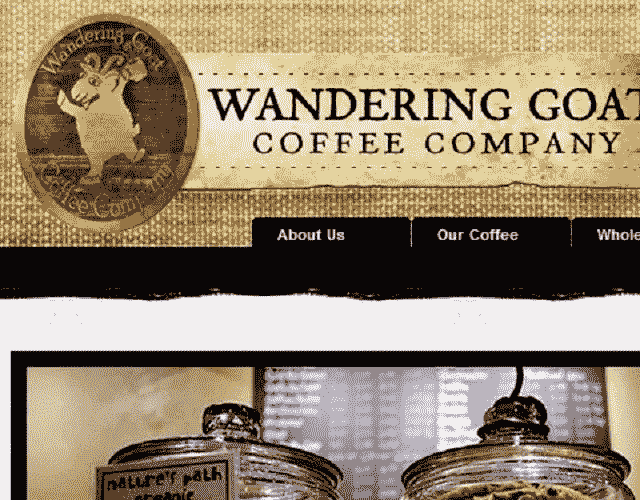 Wandering Goat
Coffee Company
WANDERING GOAT
COFFEE COMPANY
About Us
Our Coffee
Whole
nature's path
organic